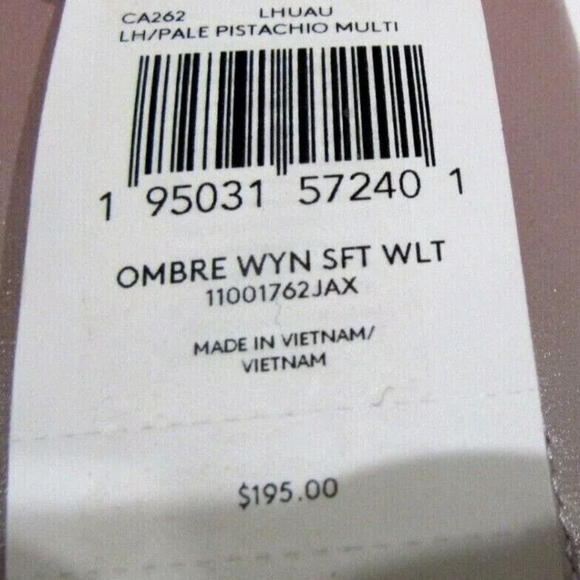 CA262 LHUAU
LH/PALE PISTACHIO MULTI
1 95031 57240 1
OMBRE WYN SFT WLT
11001762JAX
MADE IN VIETNAM/
VIETNAM
$195.00